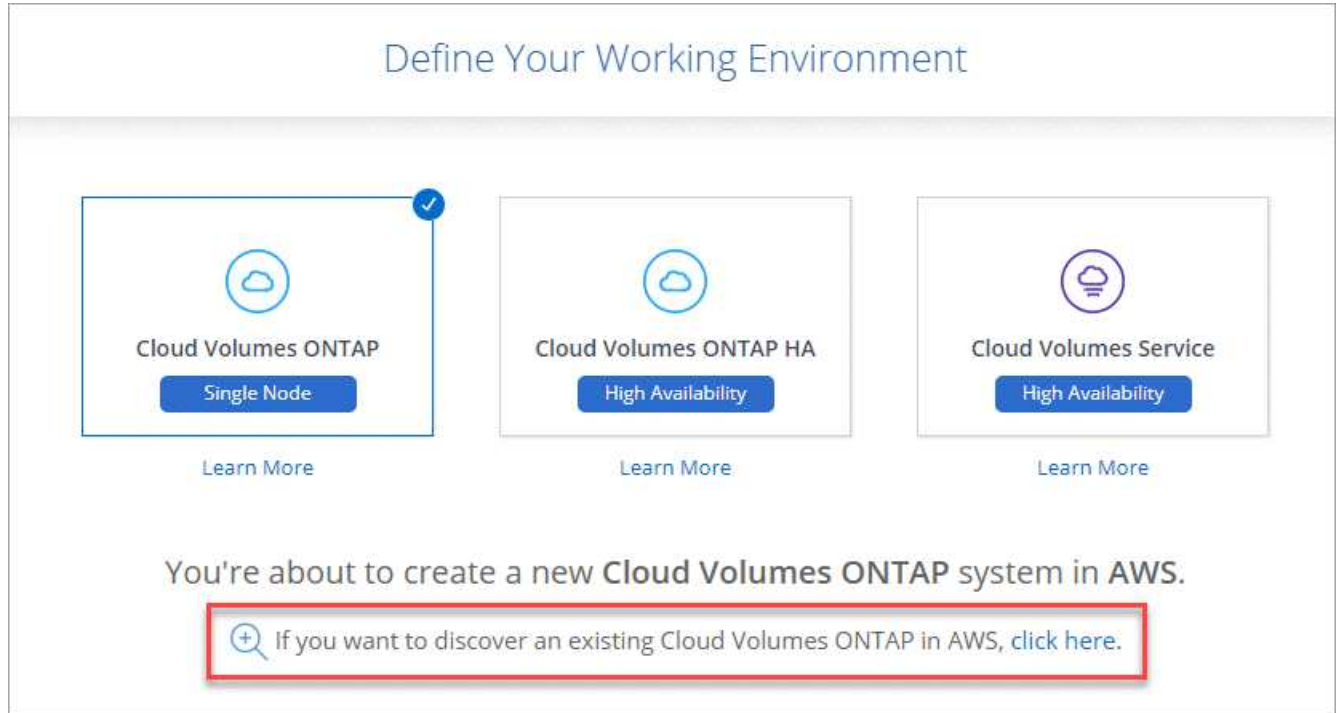 Define Your Working Environment
Cloud Volumes ONTAP
Single Node
Learn More
Cloud Volumes ONTAP HA
High Availability
Learn More
Cloud Volumes Service
High Availability
Learn More
You're about to create a new Cloud Volumes ONTAP system in AWS.
If you want to discover an existing Cloud Volumes ONTAP in AWS, click here.